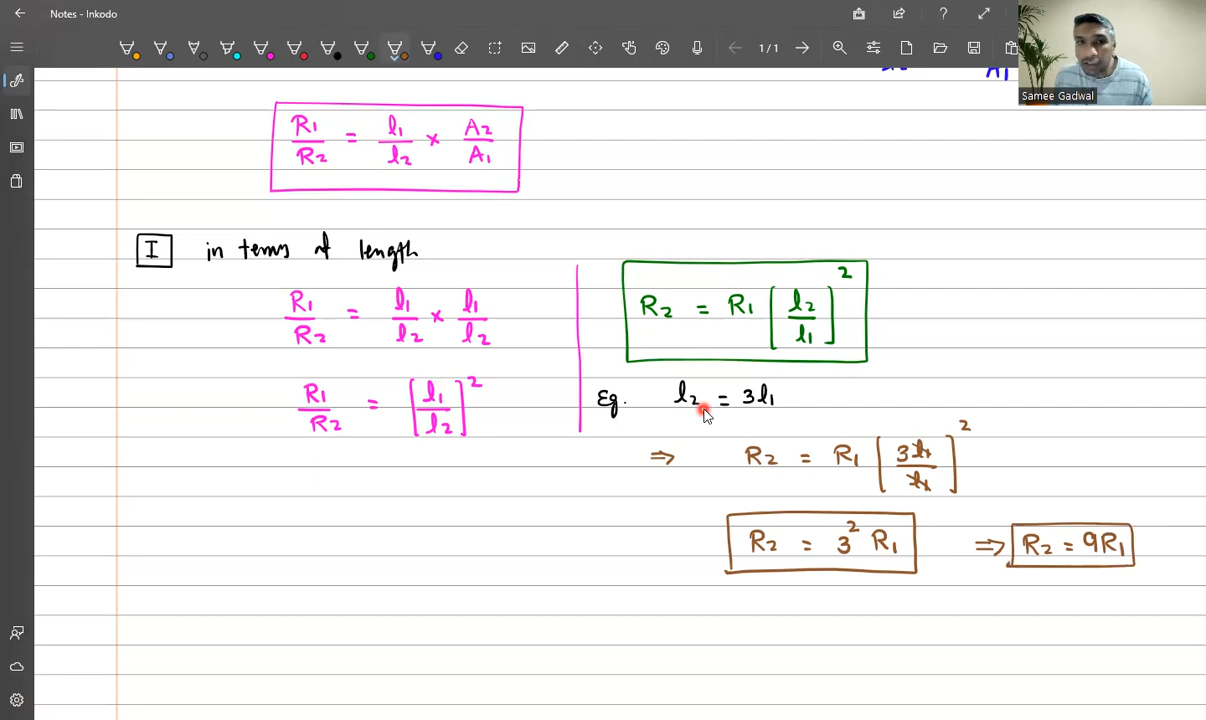 Notes - Inkodo
1/1
Samee Gadwal
A1
R1/R2 = l1/l2 × A2/A1
I in terms of length
R1/R2 = l1/l2 × l1/l2
R1/R2 = [l1/l2]²
R2 = R1 [l2/l1]²
Eg. l2 = 3l1
⇒ R2 = R1 [3l1/l1]²
R2 = 3² R1 ⇒ R2 = 9R1